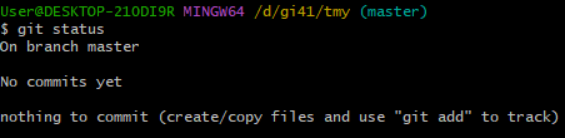 User@DESKTOP-210DI9R MINGW64 /d/gi41/tmy (master)
$ git status
On branch master
No commits yet
nothing to commit (create/copy files and use "git add" to track)